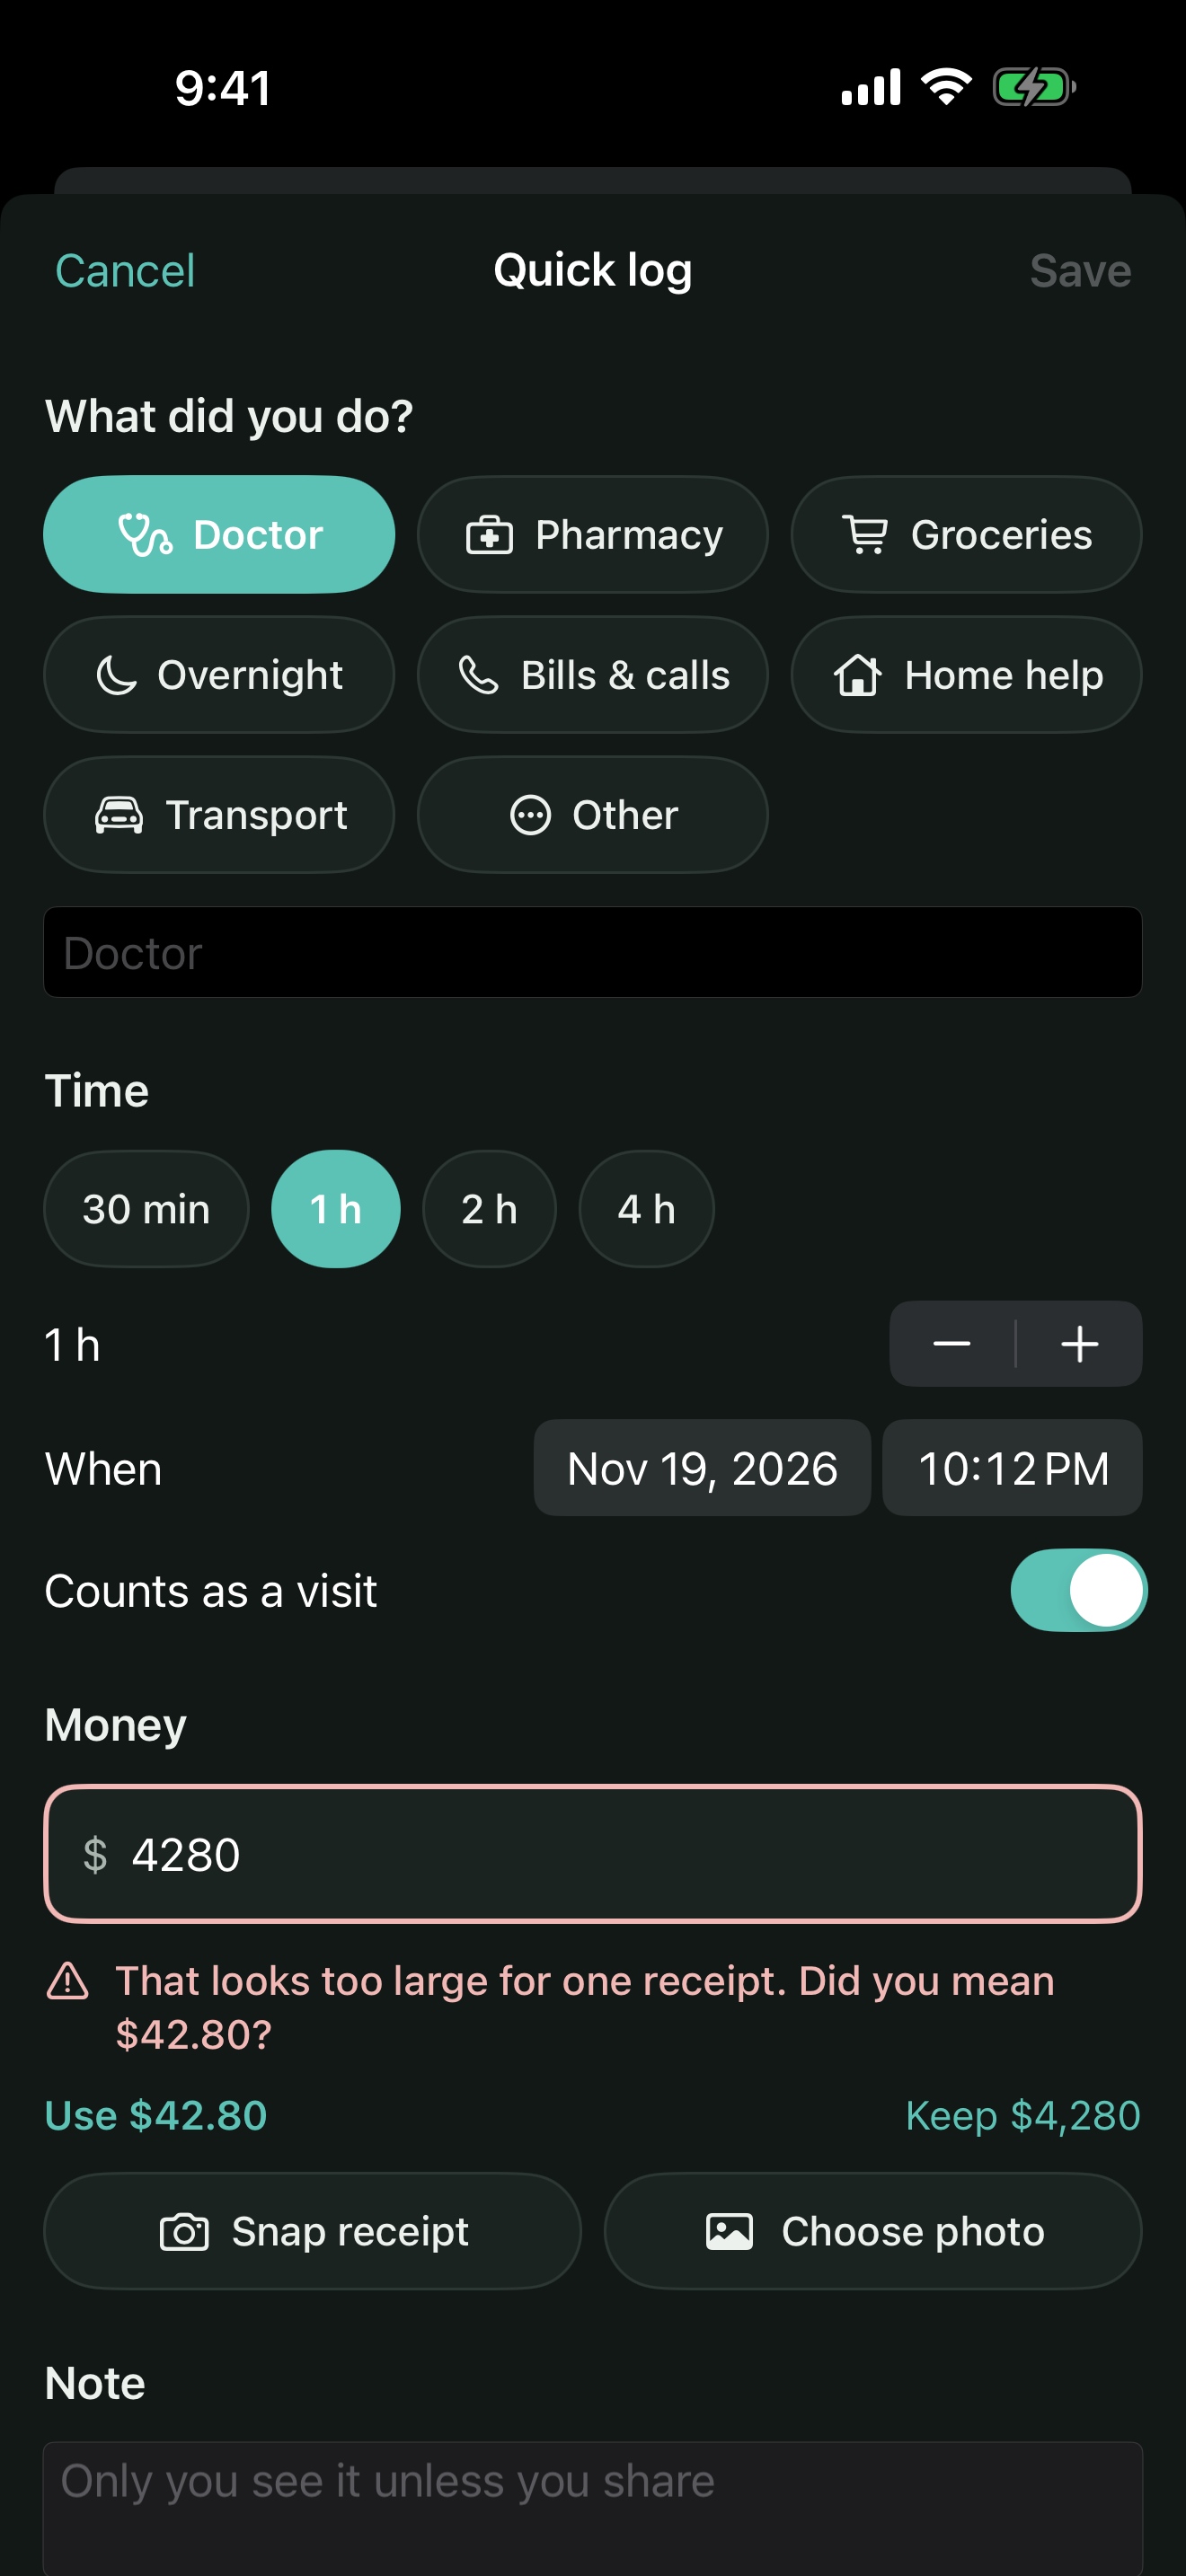 9:41
Cancel
Quick log
Save
What did you do?
Doctor
Pharmacy
Groceries
Overnight
Bills & calls
Home help
Transport
Other
Doctor
Time
30 min
1 h
2 h
4 h
1 h
When
Nov 19, 2026
10:12 PM
Counts as a visit
Money
$ 4280
That looks too large for one receipt. Did you mean
$42.80?
Use $42.80
Keep $4,280
Snap receipt
Choose photo
Note
Only you see it unless you share